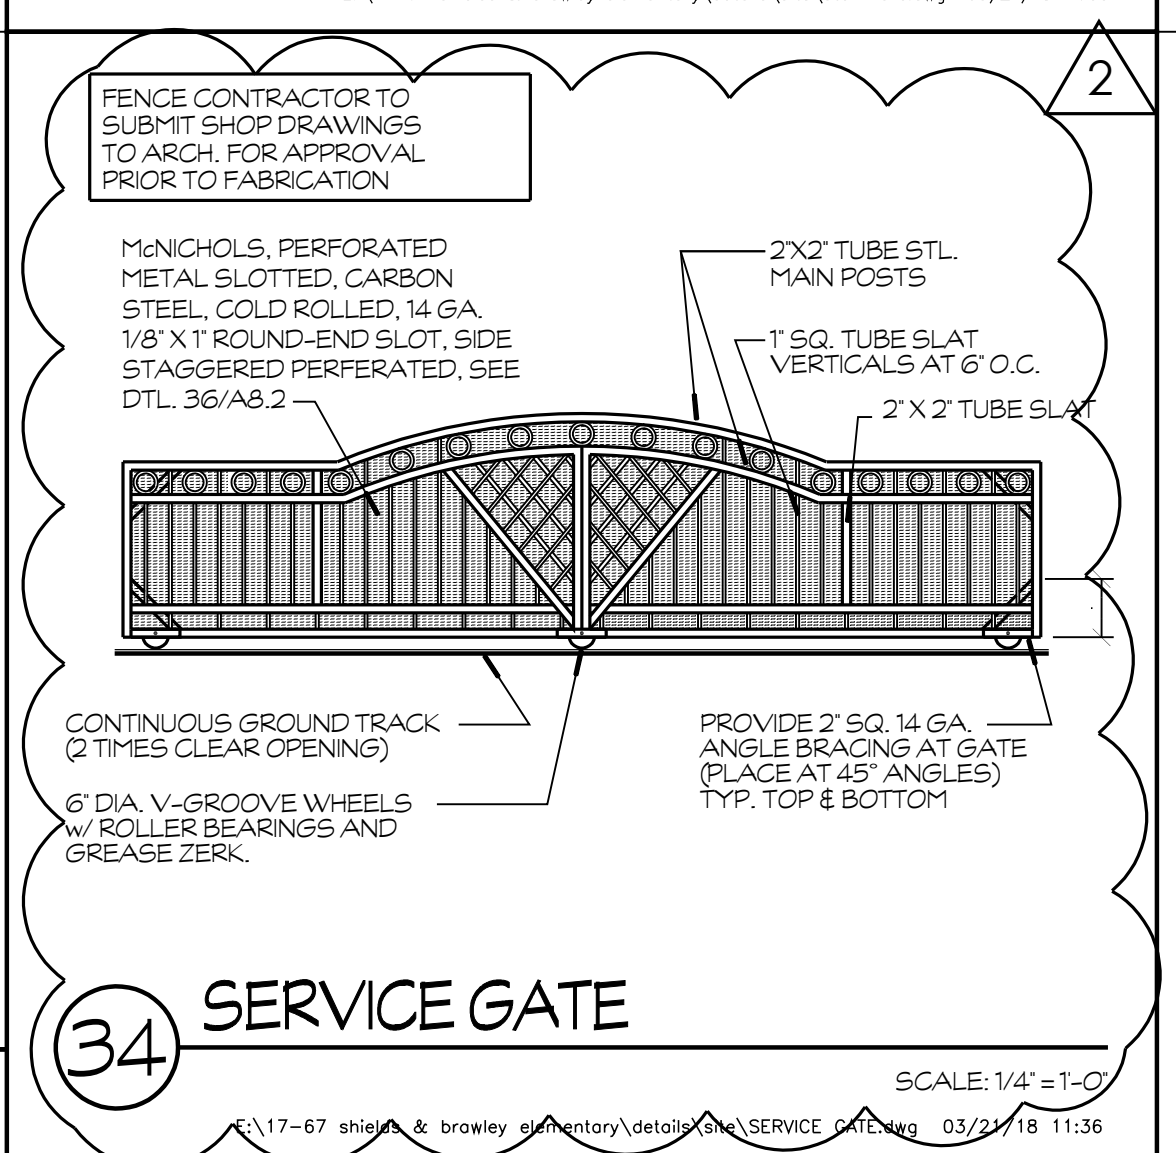 2
FENCE CONTRACTOR TO
SUBMIT SHOP DRAWINGS
TO ARCH. FOR APPROVAL
PRIOR TO FABRICATION
McNICHOLS, PERFORATED
METAL SLOTTED, CARBON
STEEL, COLD ROLLED, 14 GA.
1/8" X 1" ROUND-END SLOT, SIDE
STAGGERED PERFERATED, SEE
DTL. 36/A8.2
2"X2" TUBE STL.
MAIN POSTS
1" SQ. TUBE SLAT
VERTICALS AT 6" O.C.
2" X 2" TUBE SLAT
CONTINUOUS GROUND TRACK
(2 TIMES CLEAR OPENING)
6" DIA. V-GROOVE WHEELS
w/ ROLLER BEARINGS AND
GREASE ZERK.
PROVIDE 2" SQ. 14 GA.
ANGLE BRACING AT GATE
(PLACE AT 45° ANGLES)
TYP. TOP & BOTTOM
34
SERVICE GATE
SCALE: 1/4" = 1'-0"
E:\17-67 shields & brawley elementary\details\site\SERVICE GATE.dwg 03/21/18 11:36